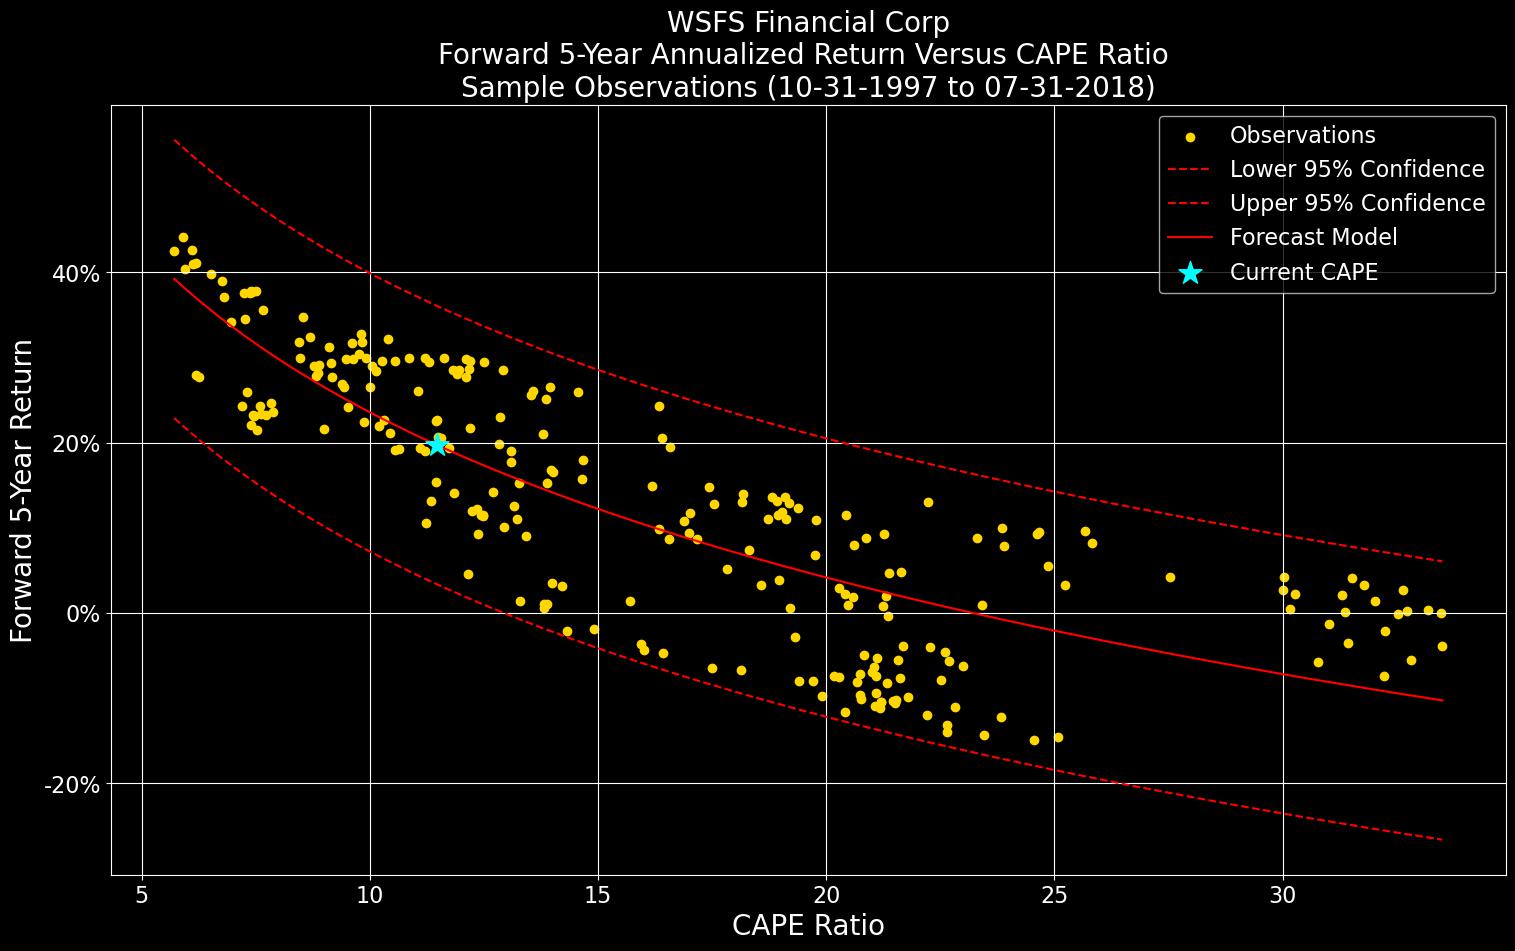 WSFS Financial Corp
Forward 5-Year Annualized Return Versus CAPE Ratio
Sample Observations (10-31-1997 to 07-31-2018)
Observations
Lower 95% Confidence
Upper 95% Confidence
Forecast Model
Current CAPE
Forward 5-Year Return
40%
20%
0%
-20%
5 10 15 20 25 30
CAPE Ratio